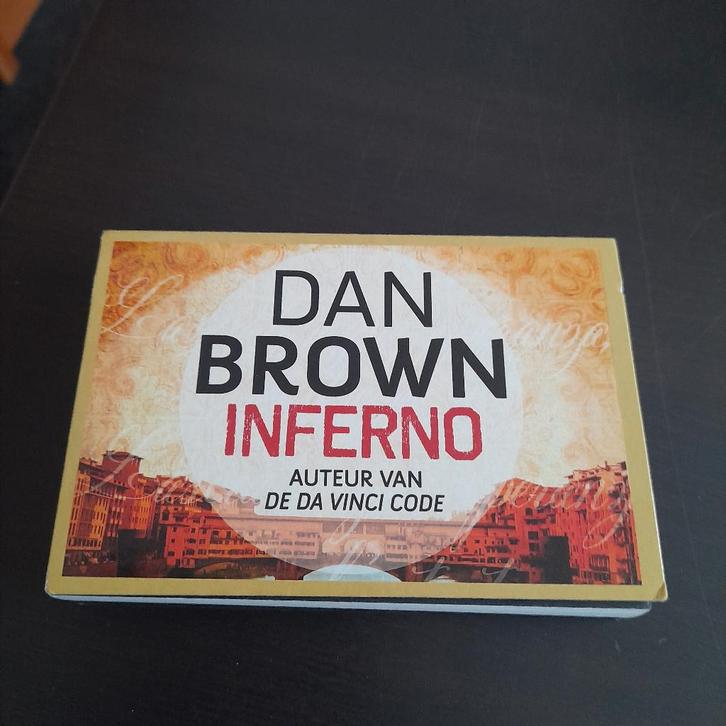 DAN
BROWN
INFERNO
AUTEUR VAN
DE DA VINCI CODE